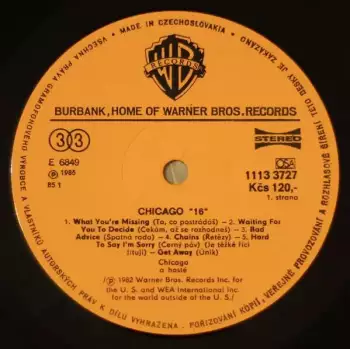 • MADE IN CZECHOSLOVAKIA •
VŠECHNA PRÁVA GRAMOFONOVÉHO VÝROBCE A VLASTNÍKŮ AUTORSKÝCH PRÁV K DÍLU VYHRAZENA. POŘIZOVÁNÍ KOPIÍ, VEŘEJNÉ PROVOZOVÁNÍ A ROZHLASOVÉ ŠÍŘENÍ TÉTO DESKY JE ZAKÁZÁNO
WB
RECORDS
BURBANK, HOME OF WARNER BROS. RECORDS
33
STEREO
E 6849
OSA
℗ 1985
1113 3727
85 1
Kčs 120,-
1. strana
CHICAGO "16"
1. What You're Missing (To, co postrádáš) – 2. Waiting For
You To Decide (Čekám, až se rozhodneš) – 3. Bad
Advice (Špatná rada) – 4. Chains (Řetězy) – 5. Hard
To Say I'm Sorry (Černý páv) (Je těžké říci
lituji) – Get Away (Únik)
Chicago
a hosté
℗ 1982 Warner Bros. Records Inc. for
the U. S. and WEA International Inc. for
the world outside of the U. S. /